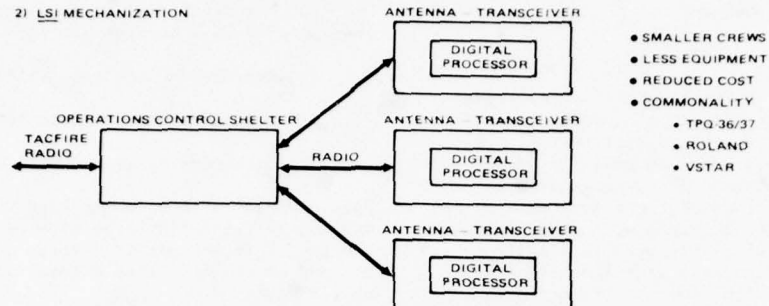 2) LSI MECHANIZATION
ANTENNA - TRANSCEIVER
DIGITAL
PROCESSOR
OPERATIONS CONTROL SHELTER
TACFIRE
RADIO
RADIO
ANTENNA - TRANSCEIVER
DIGITAL
PROCESSOR
ANTENNA - TRANSCEIVER
DIGITAL
PROCESSOR
• SMALLER CREWS
• LESS EQUIPMENT
• REDUCED COST
• COMMONALITY
• TPQ-36/37
• ROLAND
• VSTAR